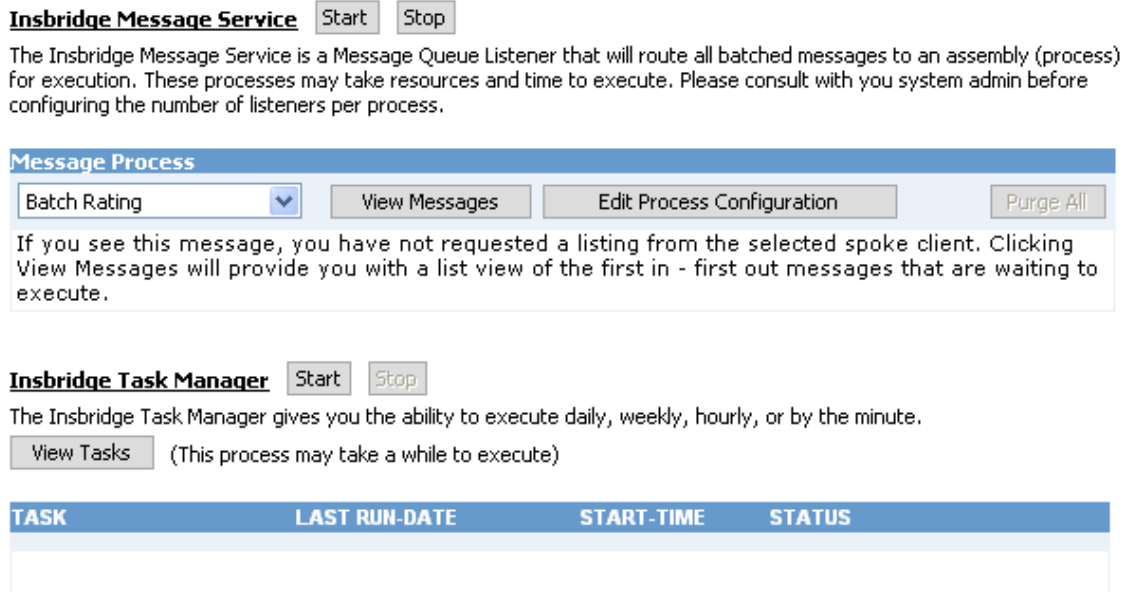 Insbridge Message Service Start Stop
The Insbridge Message Service is a Message Queue Listener that will route all batched messages to an assembly (process)
for execution. These processes may take resources and time to execute. Please consult with you system admin before
configuring the number of listeners per process.
Message Process
Batch Rating View Messages Edit Process Configuration Purge All
If you see this message, you have not requested a listing from the selected spoke client. Clicking
View Messages will provide you with a list view of the first in - first out messages that are waiting to
execute.
Insbridge Task Manager Start Stop
The Insbridge Task Manager gives you the ability to execute daily, weekly, hourly, or by the minute.
View Tasks (This process may take a while to execute)
TASK LAST RUN-DATE START-TIME STATUS